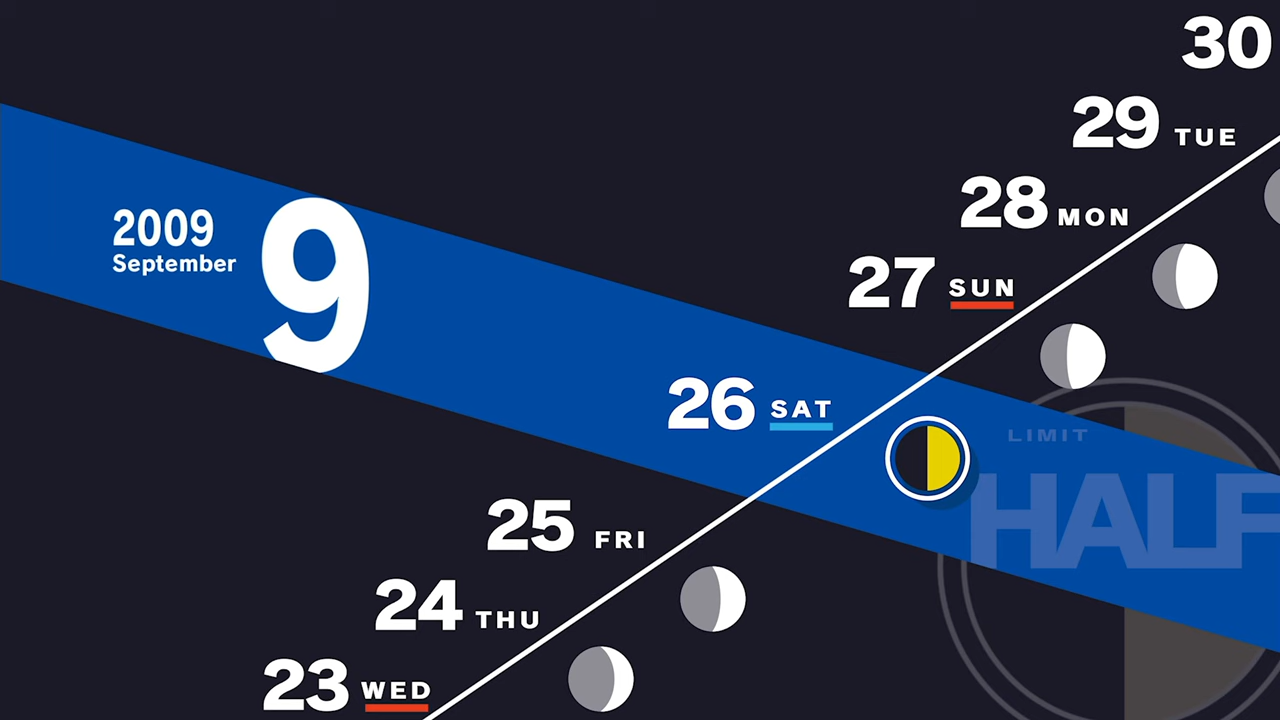 30
29 TUE
28 MON
2009
September
9
27 SUN
26 SAT
LIMIT
HALF
25 FRI
24 THU
23 WED